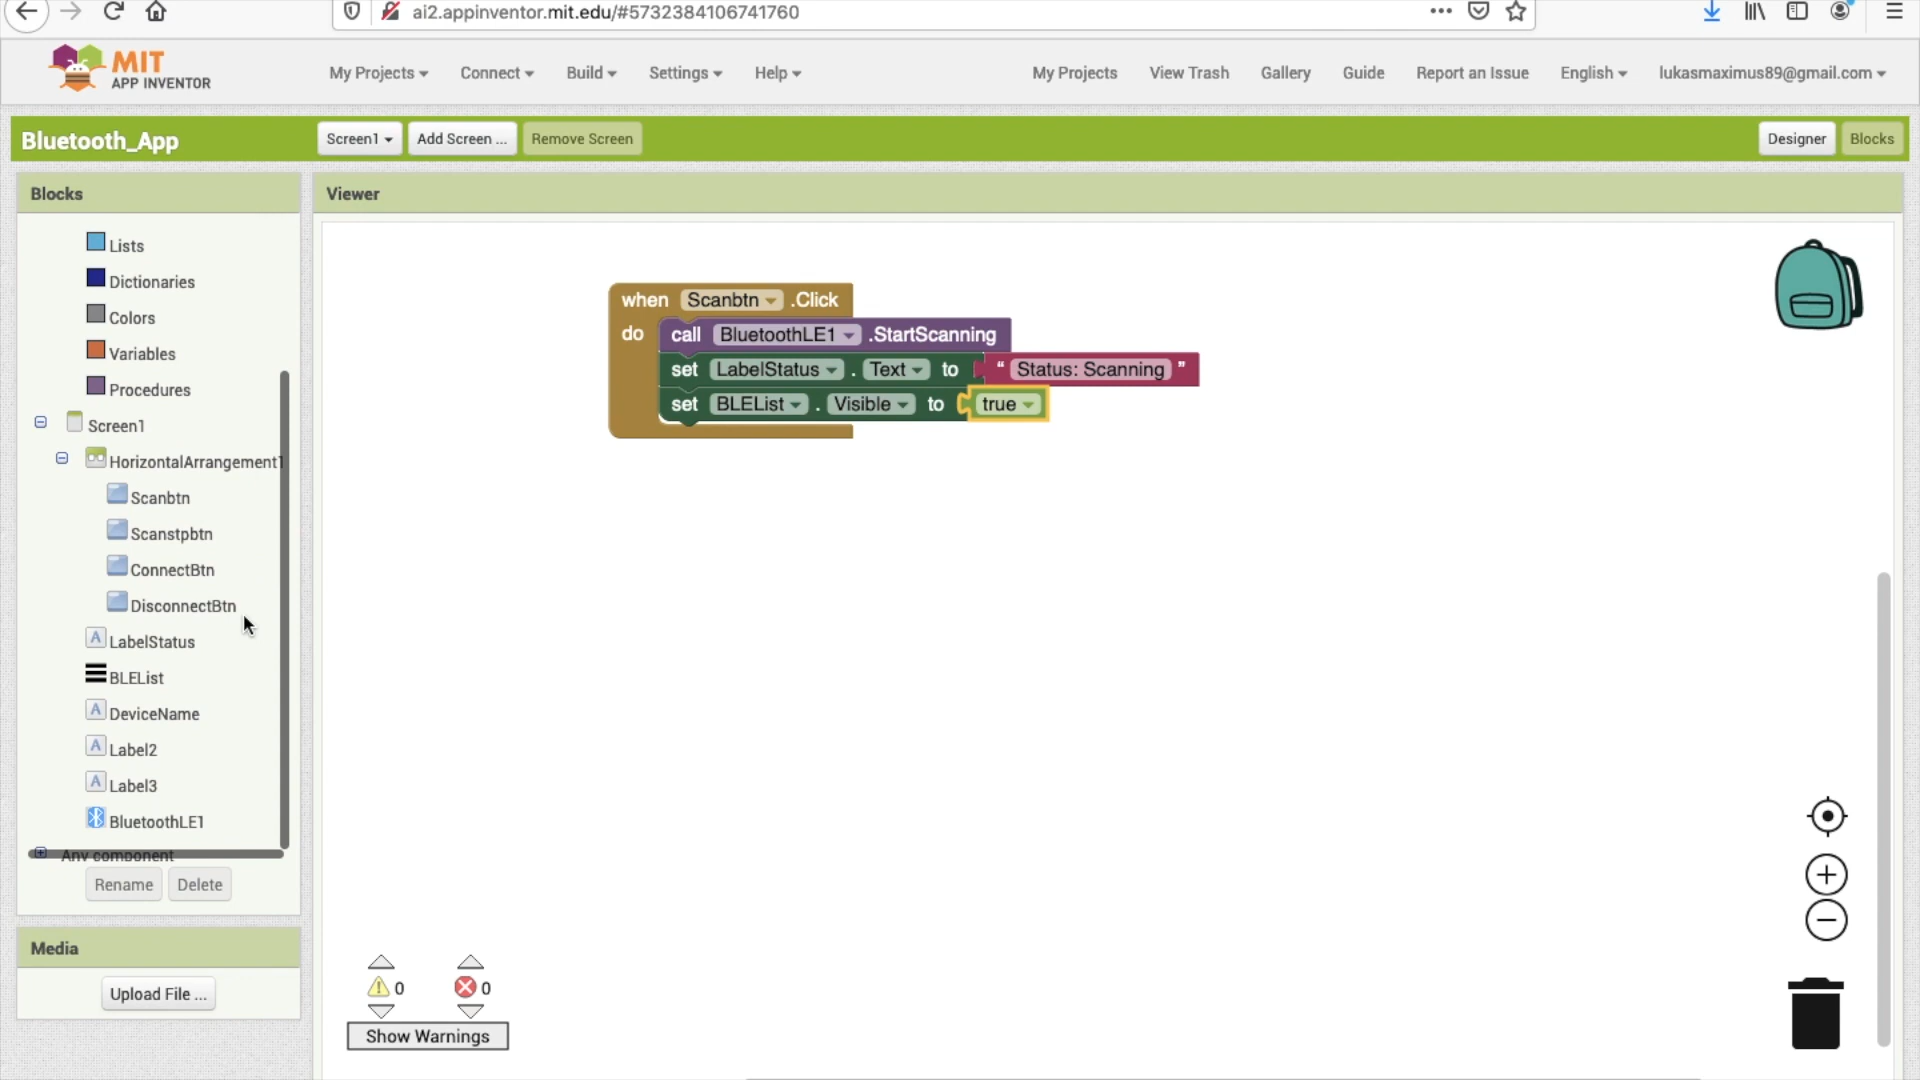 ai2.appinventor.mit.edu/#5732384106741760
MIT
APP INVENTOR
My Projects Connect Build Settings Help My Projects View Trash Gallery Guide Report an Issue English lukasmaximus89@gmail.com
Bluetooth_App Screen1 Add Screen ... Remove Screen Designer Blocks
Blocks
Viewer
Lists
Dictionaries
Colors
Variables
Procedures
Screen1
HorizontalArrangement1
Scanbtn
Scanstpbtn
ConnectBtn
DisconnectBtn
LabelStatus
BLEList
DeviceName
Label2
Label3
BluetoothLE1
Any component
Rename Delete
Media
Upload File ...
when Scanbtn .Click
do call BluetoothLE1 .StartScanning
set LabelStatus . Text to “ Status: Scanning ”
set BLEList . Visible to true
0 0
Show Warnings